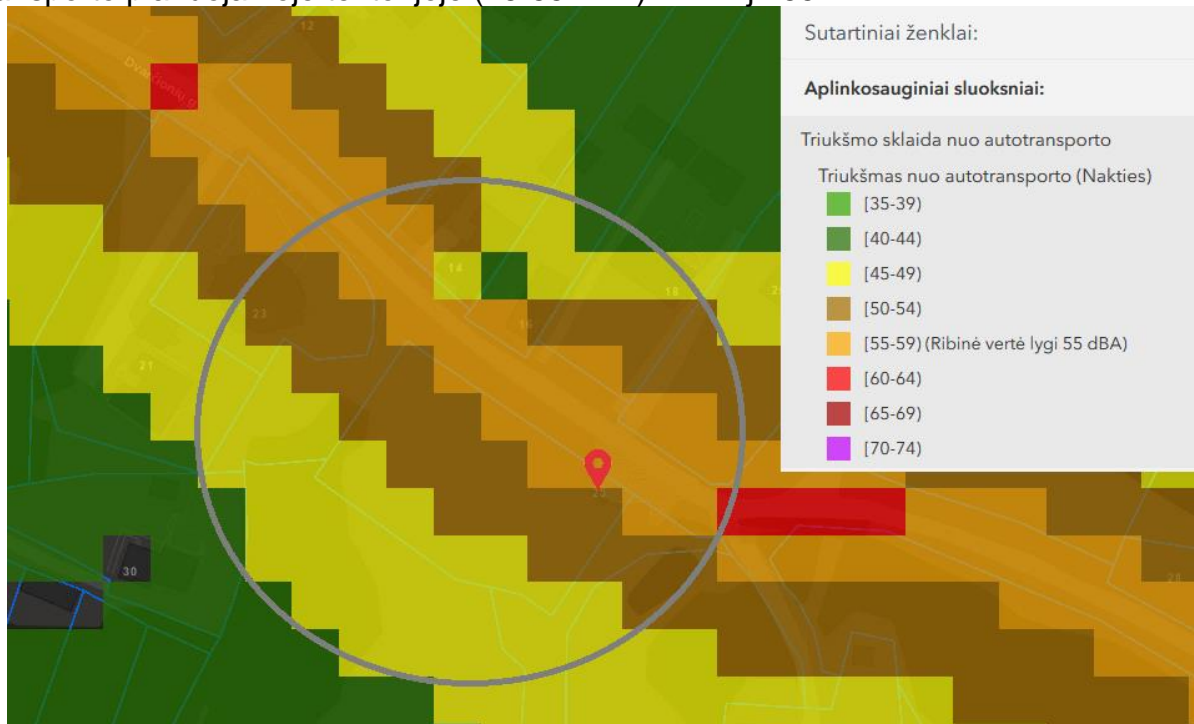 Sutartiniai ženklai:
Aplinkosauginiai sluoksniai:
Triukšmo sklaida nuo autotransporto
Triukšmas nuo autotransporto (Nakties)
[35-39)
[40-44)
[45-49)
[50-54)
[55-59) (Ribinė vertė lygi 55 dBA)
[60-64)
[65-69)
[70-74)
12
Dvarčionių g.
14
18
23
16
21
25
30